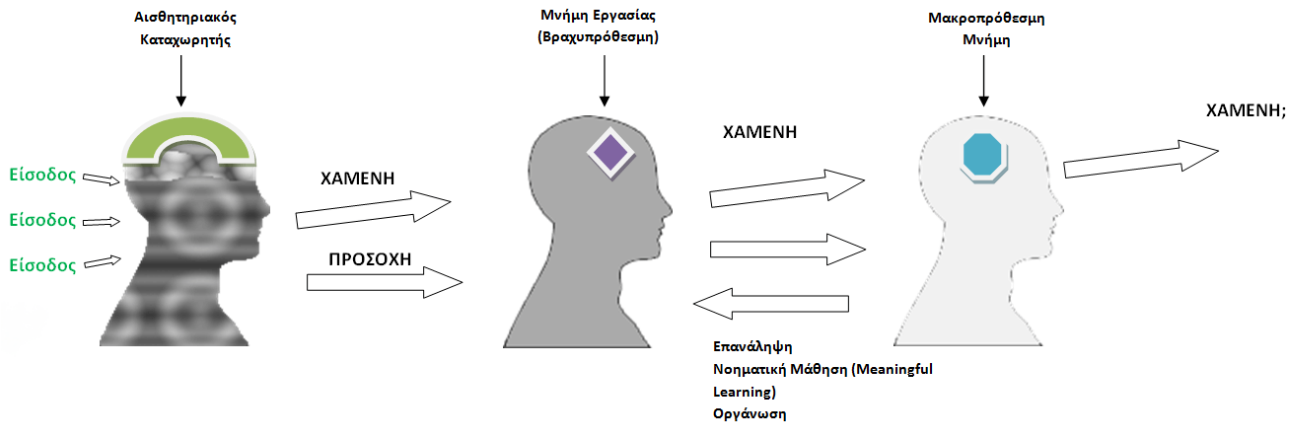 Αισθητηριακός
Καταχωρητής
Μνήμη Εργασίας
(Βραχυπρόθεσμη)
Μακροπρόθεσμη
Μνήμη
Είσοδος
Είσοδος
Είσοδος
ΧΑΜΕΝΗ
ΠΡΟΣΟΧΗ
ΧΑΜΕΝΗ
ΧΑΜΕΝΗ;
Επανάληψη
Νοηματική Μάθηση (Meaningful
Learning)
Οργάνωση